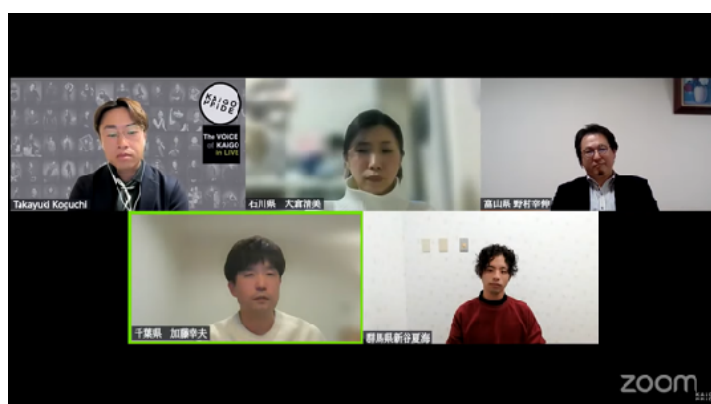 KAIGO
PRIDE
The VOICE
of KAIGO
in LIVE
Takayuki Koguchi
石川県 大倉清美
富山県 野村幸伸
千葉県 加藤幸夫
群馬県新谷夏海
zoom